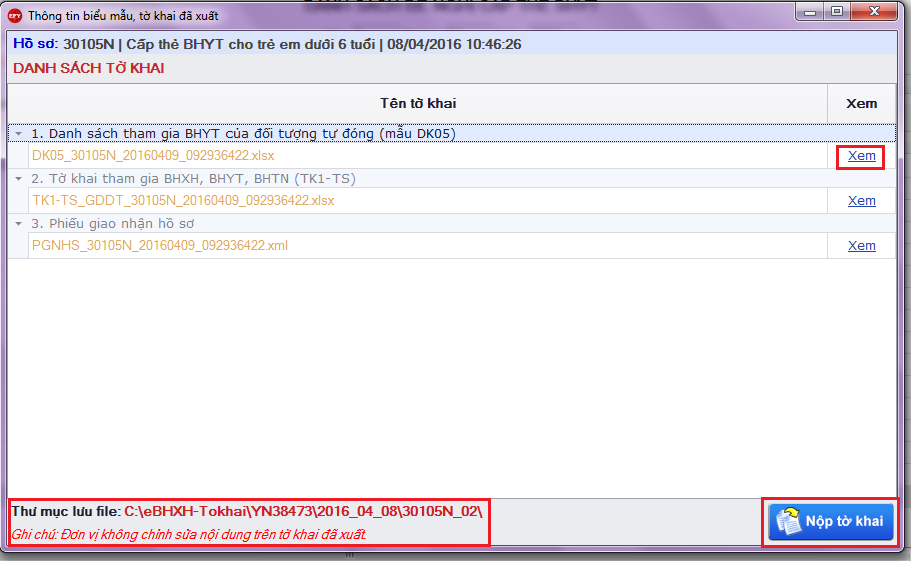 EFY Thông tin biểu mẫu, tờ khai đã xuất
Hồ sơ: 30105N | Cấp thẻ BHYT cho trẻ em dưới 6 tuổi | 08/04/2016 10:46:26
DANH SÁCH TỜ KHAI
Tên tờ khai Xem
1. Danh sách tham gia BHYT của đối tượng tự đóng (mẫu DK05)
DK05_30105N_20160409_092936422.xlsx Xem
2. Tờ khai tham gia BHXH, BHYT, BHTN (TK1-TS)
TK1-TS_GDDT_30105N_20160409_092936422.xlsx Xem
3. Phiếu giao nhận hồ sơ
PGNHS_30105N_20160409_092936422.xml Xem
Thư mục lưu file: C:\eBHXH-Tokhai\YN38473\2016_04_08\30105N_02\
Ghi chú: Đơn vị không chỉnh sửa nội dung trên tờ khai đã xuất.
Nộp tờ khai